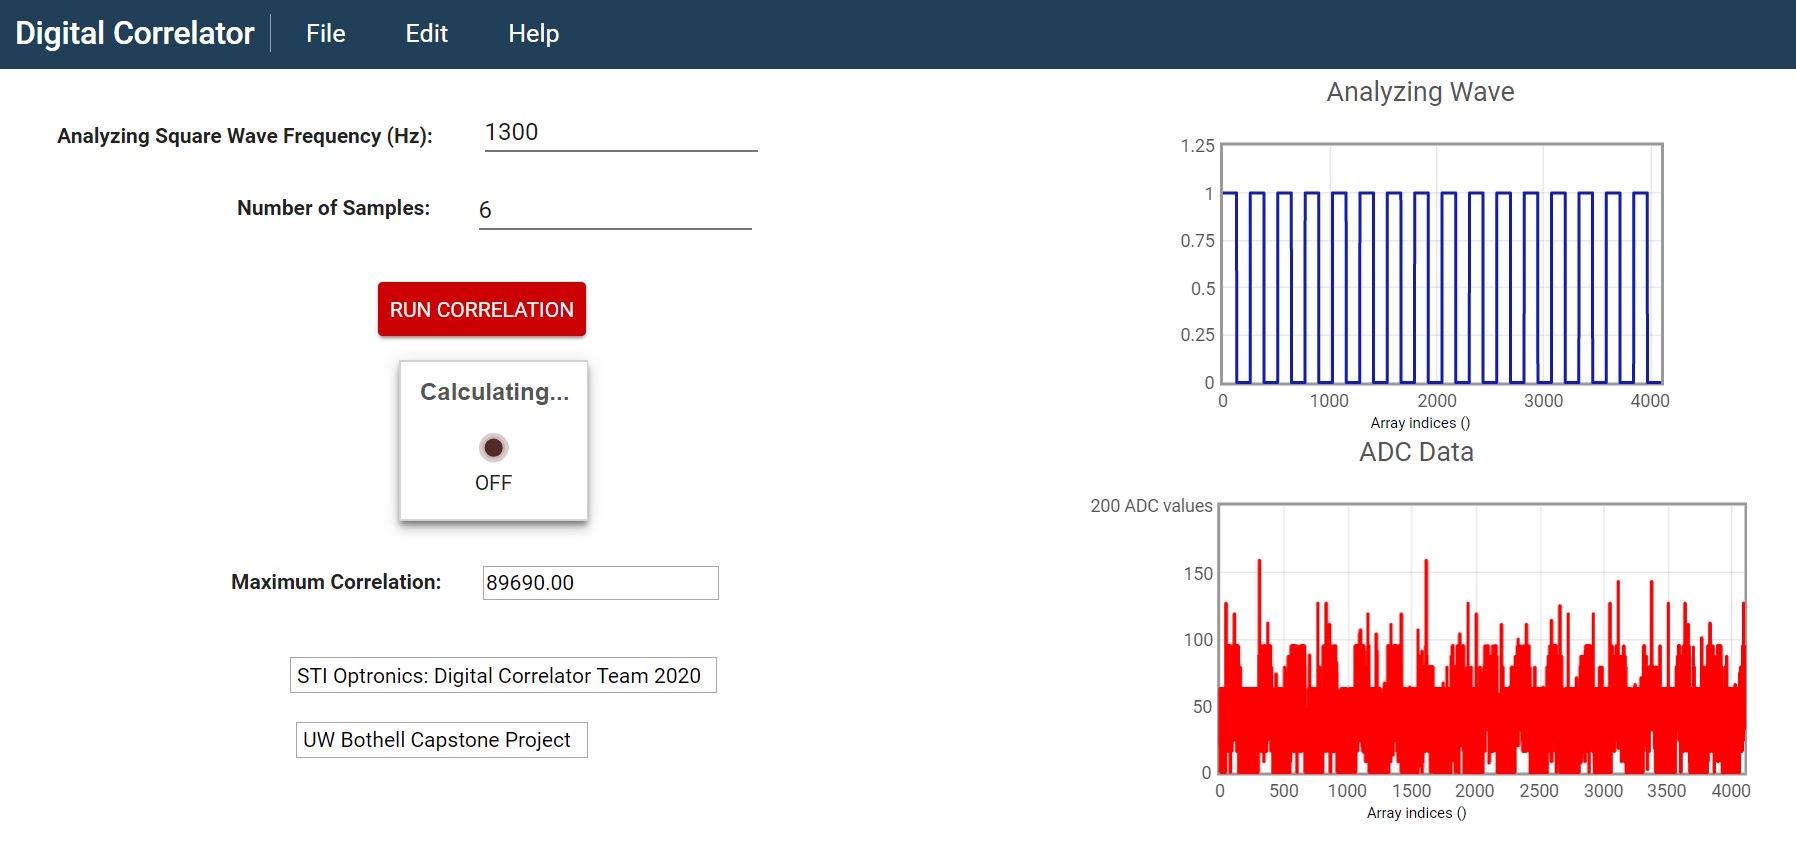 Digital Correlator File Edit Help
Analyzing Square Wave Frequency (Hz): 1300
Number of Samples: 6
RUN CORRELATION
Calculating...
OFF
Maximum Correlation: 89690.00
STI Optronics: Digital Correlator Team 2020
UW Bothell Capstone Project
Analyzing Wave
1.25
1
0.75
0.5
0.25
0
0 1000 2000 3000 4000
Array indices ()
ADC Data
200 ADC values
150
100
50
0
0 500 1000 1500 2000 2500 3000 3500 4000
Array indices ()